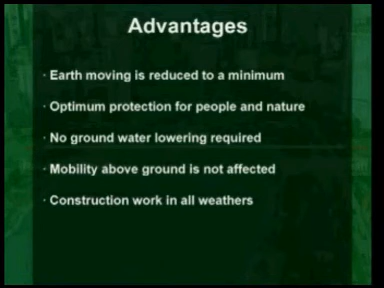 Advantages
· Earth moving is reduced to a minimum
· Optimum protection for people and nature
· No ground water lowering required
· Mobility above ground is not affected
· Construction work in all weathers